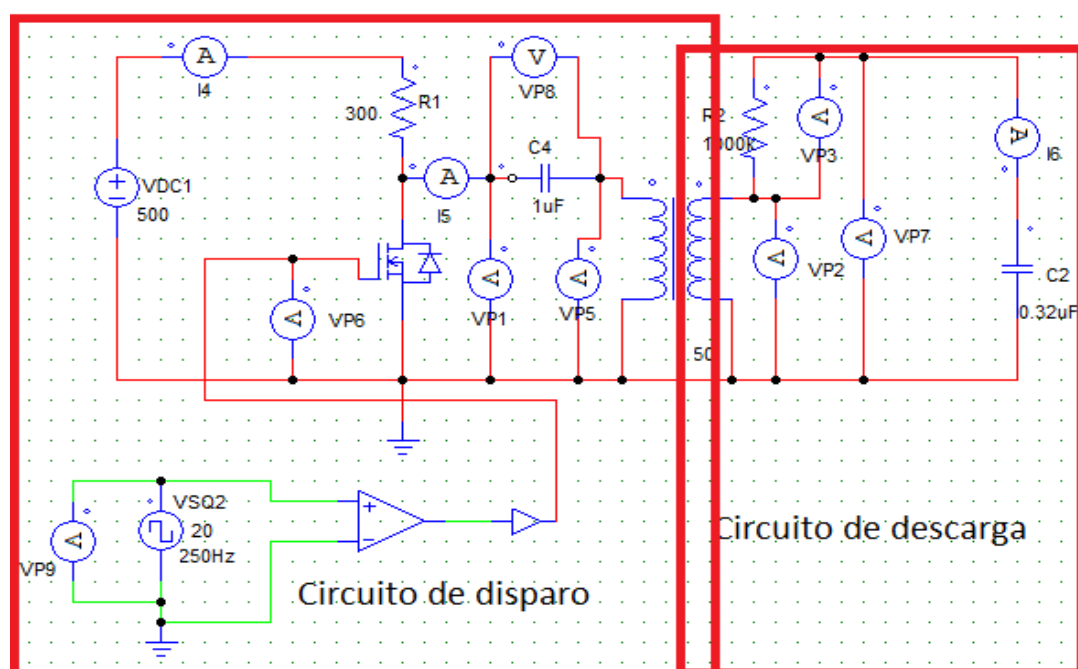 A
I4
300
R1
V
VP8
C4
1uF
A
I5
VDC1
500
V
VP6
V
VP1
V
VP5
R2
1000k
V
VP3
A
I6
V
VP2
V
VP7
C2
0.32uF
50
VSQ2
20
250Hz
V
VP9
Circuito de disparo
Circuito de descarga